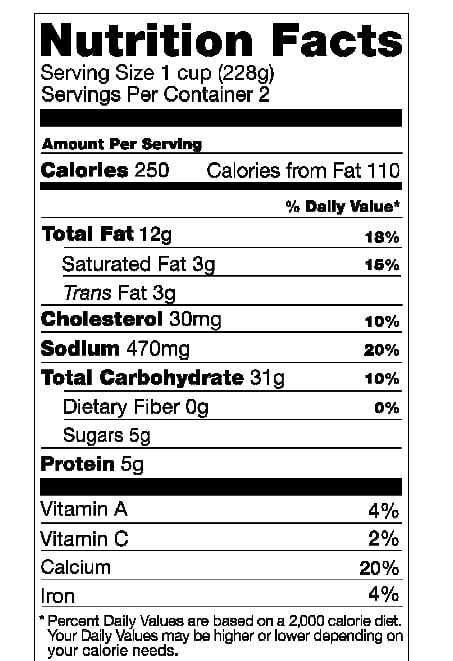 Nutrition Facts
Serving Size 1 cup (228g)
Servings Per Container 2
Amount Per Serving
Calories 250 Calories from Fat 110
% Daily Value*
Total Fat 12g 18%
Saturated Fat 3g 15%
Trans Fat 3g
Cholesterol 30mg 10%
Sodium 470mg 20%
Total Carbohydrate 31g 10%
Dietary Fiber 0g 0%
Sugars 5g
Protein 5g
Vitamin A 4%
Vitamin C 2%
Calcium 20%
Iron 4%
* Percent Daily Values are based on a 2,000 calorie diet.
Your Daily Values may be higher or lower depending on
your calorie needs.